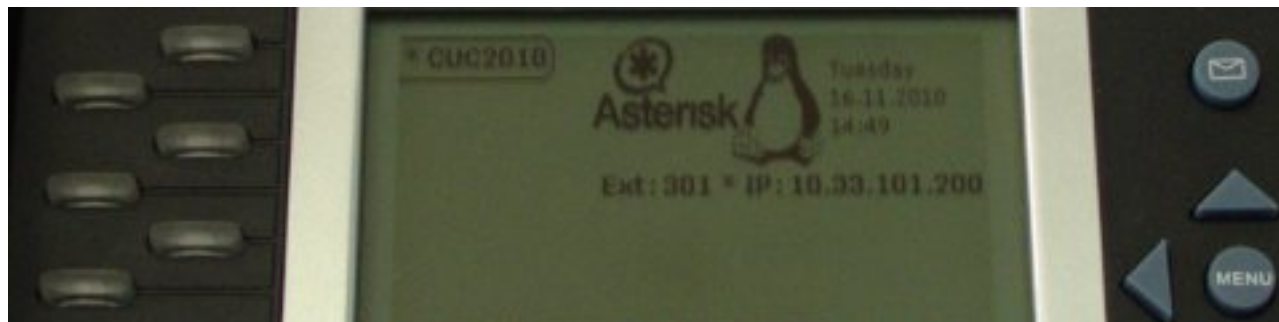 * CUC2010
Asterisk
Tuesday
16.11.2010
14:49
Ext:301 * IP:10.33.101.200
MENU